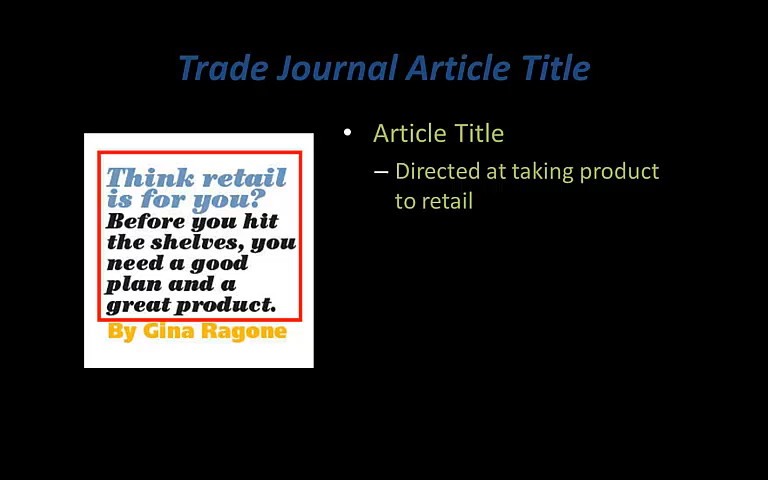 Trade Journal Article Title
Think retail
is for you?
Before you hit
the shelves, you
need a good
plan and a
great product.
By Gina Ragone
• Article Title
– Directed at taking product
to retail